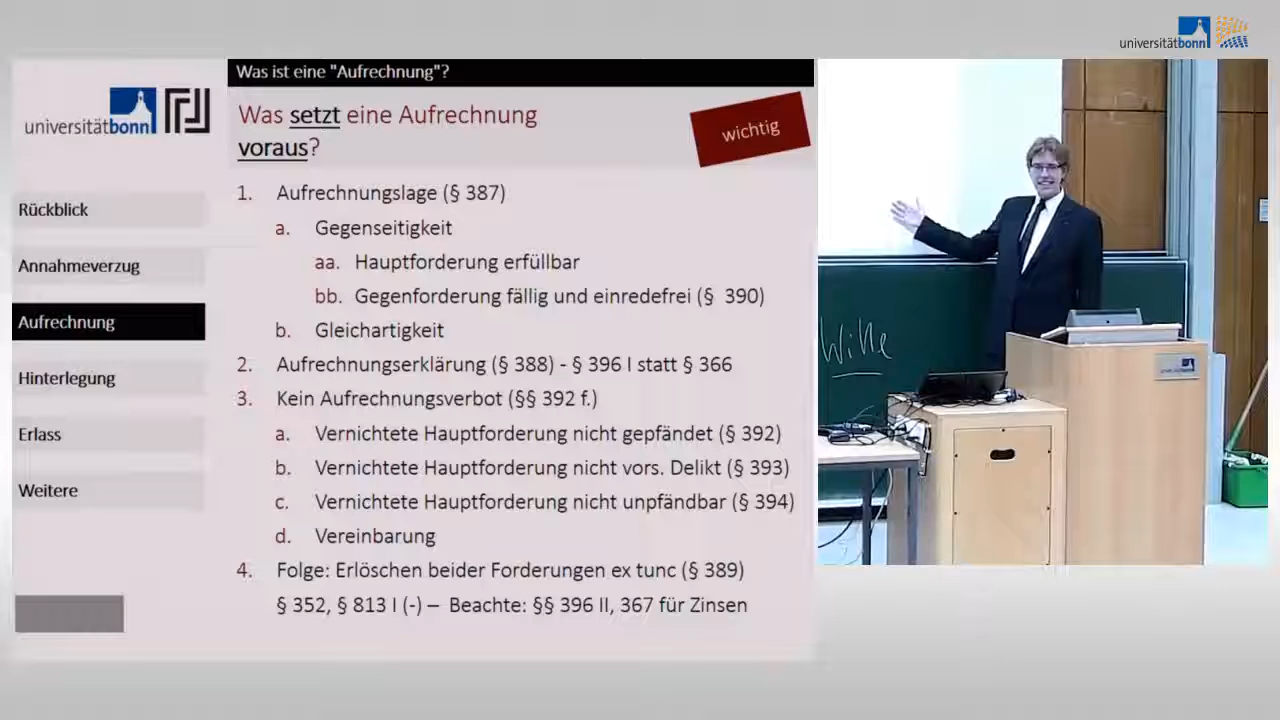 universitätbonn
Was ist eine "Aufrechnung"?
universitätbonn
Was setzt eine Aufrechnung
voraus?
wichtig
Rückblick
Annahmeverzug
Aufrechnung
Hinterlegung
Erlass
Weitere
1. Aufrechnungslage (§ 387)
a. Gegenseitigkeit
aa. Hauptforderung erfüllbar
bb. Gegenforderung fällig und einredefrei (§ 390)
b. Gleichartigkeit
2. Aufrechnungserklärung (§ 388) - § 396 I statt § 366
3. Kein Aufrechnungsverbot (§§ 392 f.)
a. Vernichtete Hauptforderung nicht gepfändet (§ 392)
b. Vernichtete Hauptforderung nicht vors. Delikt (§ 393)
c. Vernichtete Hauptforderung nicht unpfändbar (§ 394)
d. Vereinbarung
4. Folge: Erlöschen beider Forderungen ex tunc (§ 389)
§ 352, § 813 I (-) – Beachte: §§ 396 II, 367 für Zinsen
Wille